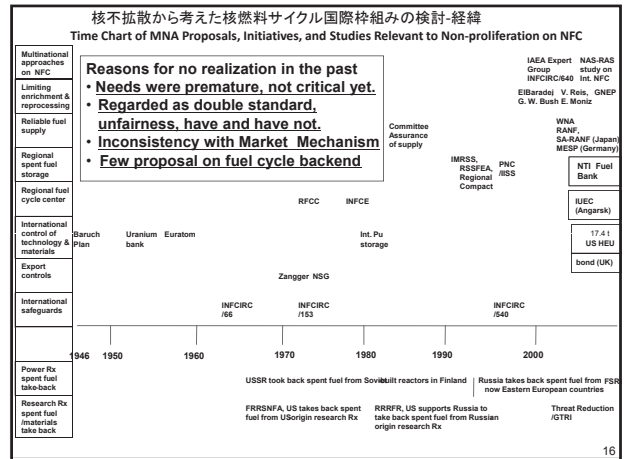 核不拡散から考えた核燃料サイクル国際枠組みの検討-経緯
Time Chart of MNA Proposals, Initiatives, and Studies Relevant to Non-proliferation on NFC
Multinational
approaches
on NFC
Reasons for no realization in the past
• Needs were premature, not critical yet.
• Regarded as double standard,
unfairness, have and have not.
• Inconsistency with Market Mechanism
• Few proposal on fuel cycle backend
IAEA Expert
Group
INFCIRC/640
NAS-RAS
study on
Int. NFC
Limiting
enrichment &
reprocessing
ElBaradei V. Reis, GNEP
G. W. Bush E. Moniz
Reliable fuel
supply
Committee
Assurance
of supply
WNA
RANF,
SA-RANF (Japan)
MESP (Germany)
Regional
spent fuel
storage
IMRSS,
RSSFEA,
Regional
Compact
PNC
/IISS
NTI Fuel
Bank
Regional fuel
cycle center
RFCC
INFCE
IUEC
(Angarsk)
International
control of
technology &
materials
Baruch
Plan
Uranium
bank
Euratom
Int. Pu
storage
17.4 t
US HEU
Export
controls
Zangger NSG
bond (UK)
International
safeguards
INFCIRC
/66
INFCIRC
/153
INFCIRC
/540
1946 1950 1960 1970 1980 1990 2000
Power Rx
spent fuel
take-back
USSR took back spent fuel from Soviet-built reactors in Finland
Russia takes back spent fuel from
now Eastern European countries
FSR
Research Rx
spent fuel
/materials
take back
FRRSNFA, US takes back spent
fuel from USorigin research Rx
RRRFR, US supports Russia to
take back spent fuel from Russian
origin research Rx
Threat Reduction
/GTRI
16